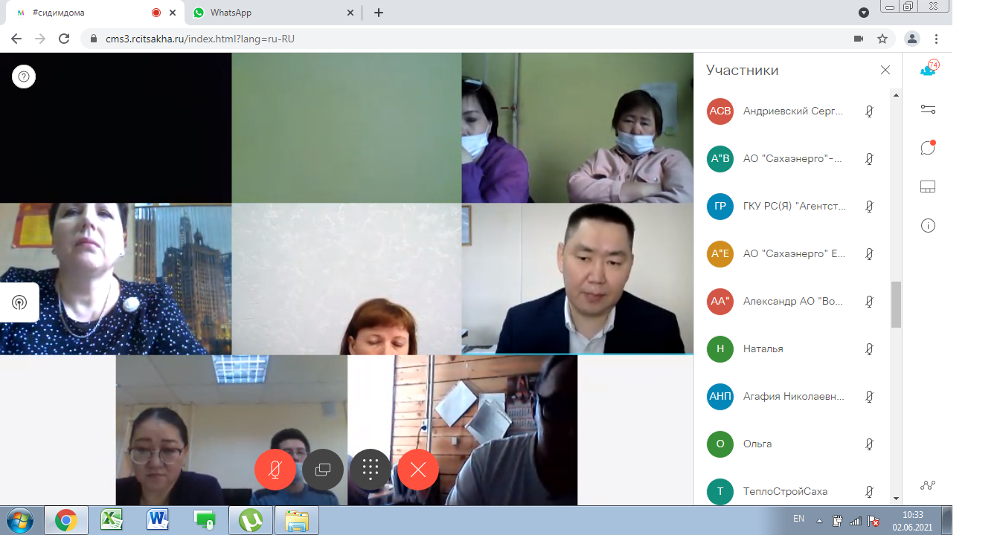 #сидимдома
WhatsApp
cms3.rcitsakha.ru/index.html?lang=ru-RU
Участники
74
АСВ Андриевский Серг...
А"В АО "Сахаэнерго"-...
ГР ГКУ РС(Я) "Агентст...
А"Е АО "Сахаэнерго" Е...
АА" Александр АО "Во...
Н Наталья
АНП Агафия Николаевн...
О Ольга
Т ТеплоСтройСаха
EN
10:33
02.06.2021